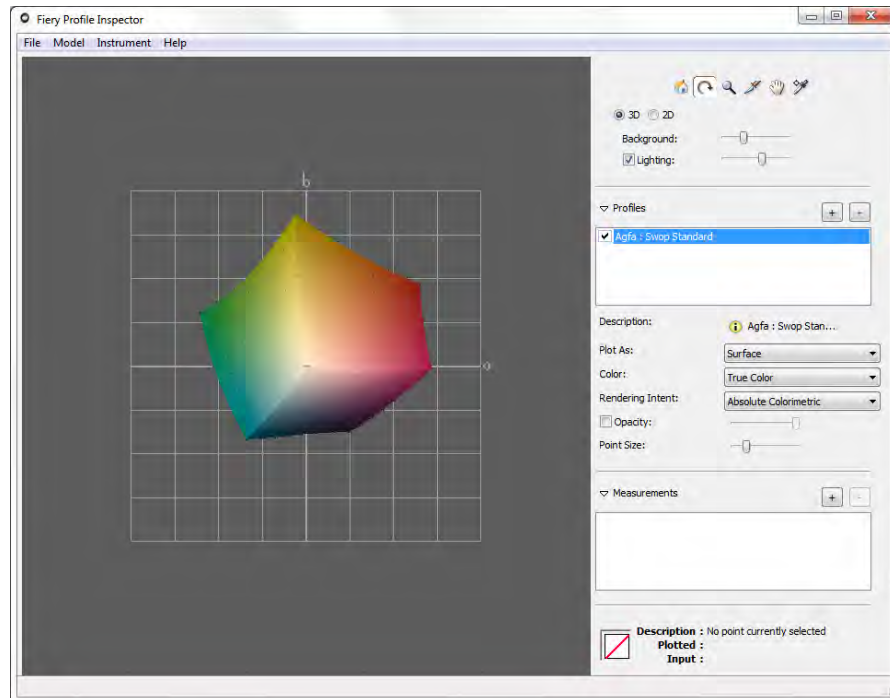 Fiery Profile Inspector
File Model Instrument Help
3D 2D
Background:
Lighting:
b
a
Profiles
+ -
Agfa : Swop Standard
Description: Agfa : Swop Stan...
Plot As: Surface
Color: True Color
Rendering Intent: Absolute Colorimetric
Opacity:
Point Size:
Measurements
+ -
Description : No point currently selected
Plotted :
Input :